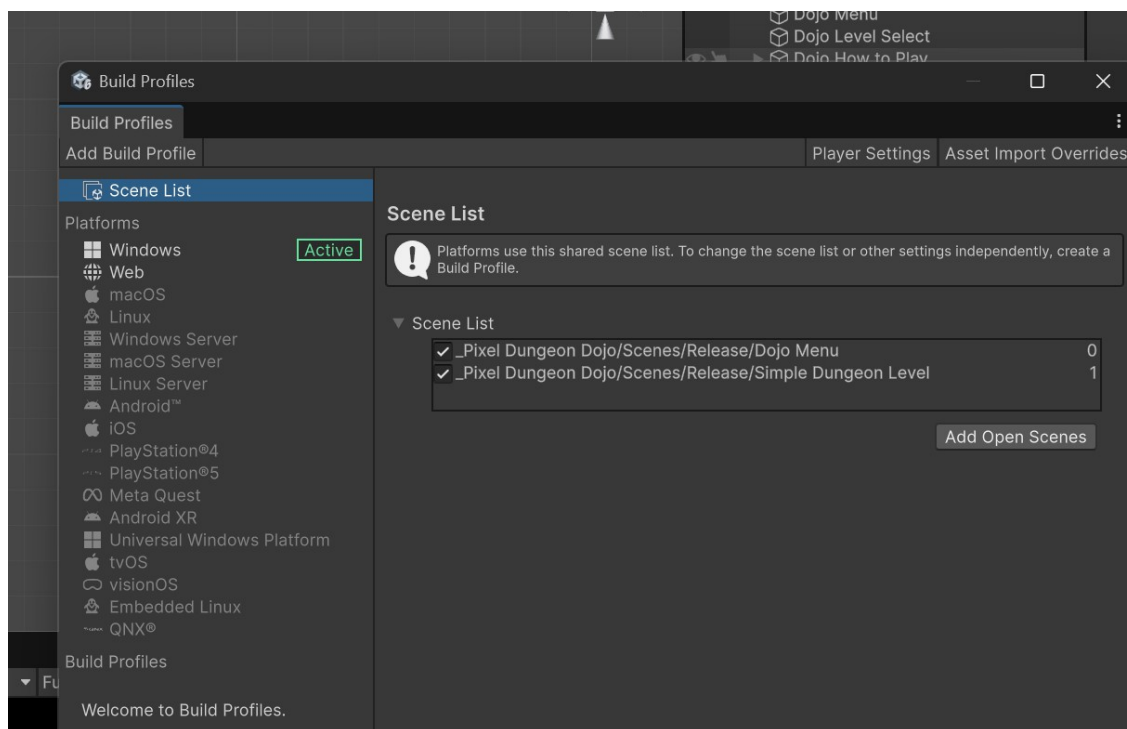 Dojo Menu
Dojo Level Select
Dojo How to Play
Build Profiles
Build Profiles
Add Build Profile
Player Settings
Asset Import Overrides
Scene List
Platforms
Windows
Active
Web
macOS
Linux
Windows Server
macOS Server
Linux Server
Android™
iOS
PlayStation®4
PlayStation®5
Meta Quest
Android XR
Universal Windows Platform
tvOS
visionOS
Embedded Linux
QNX®
Build Profiles
Welcome to Build Profiles.
Scene List
Platforms use this shared scene list. To change the scene list or other settings independently, create a
Build Profile.
Scene List
_Pixel Dungeon Dojo/Scenes/Release/Dojo Menu 0
_Pixel Dungeon Dojo/Scenes/Release/Simple Dungeon Level 1
Add Open Scenes